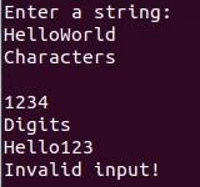 Enter a string:
HelloWorld
Characters

1234
Digits
Hello123
Invalid input!